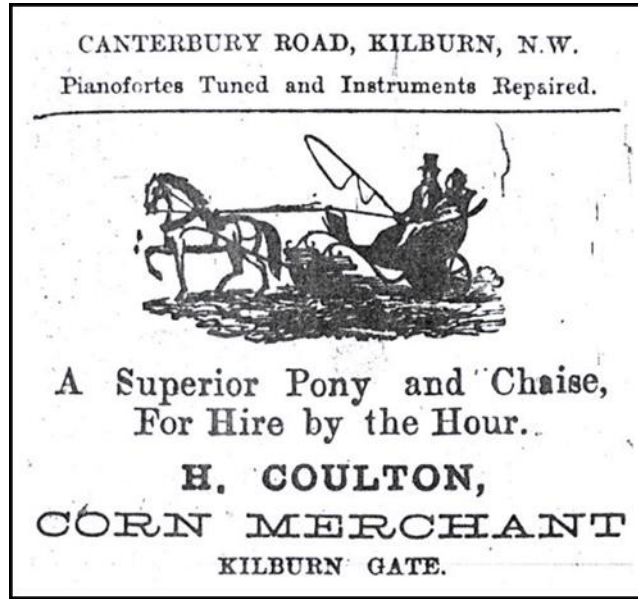 CANTERBURY ROAD, KILBURN, N.W.
Pianofortes Tuned and Instruments Repaired.
A Superior Pony and Chaise,
For Hire by the Hour.
H. COULTON,
CORN MERCHANT
KILBURN GATE.